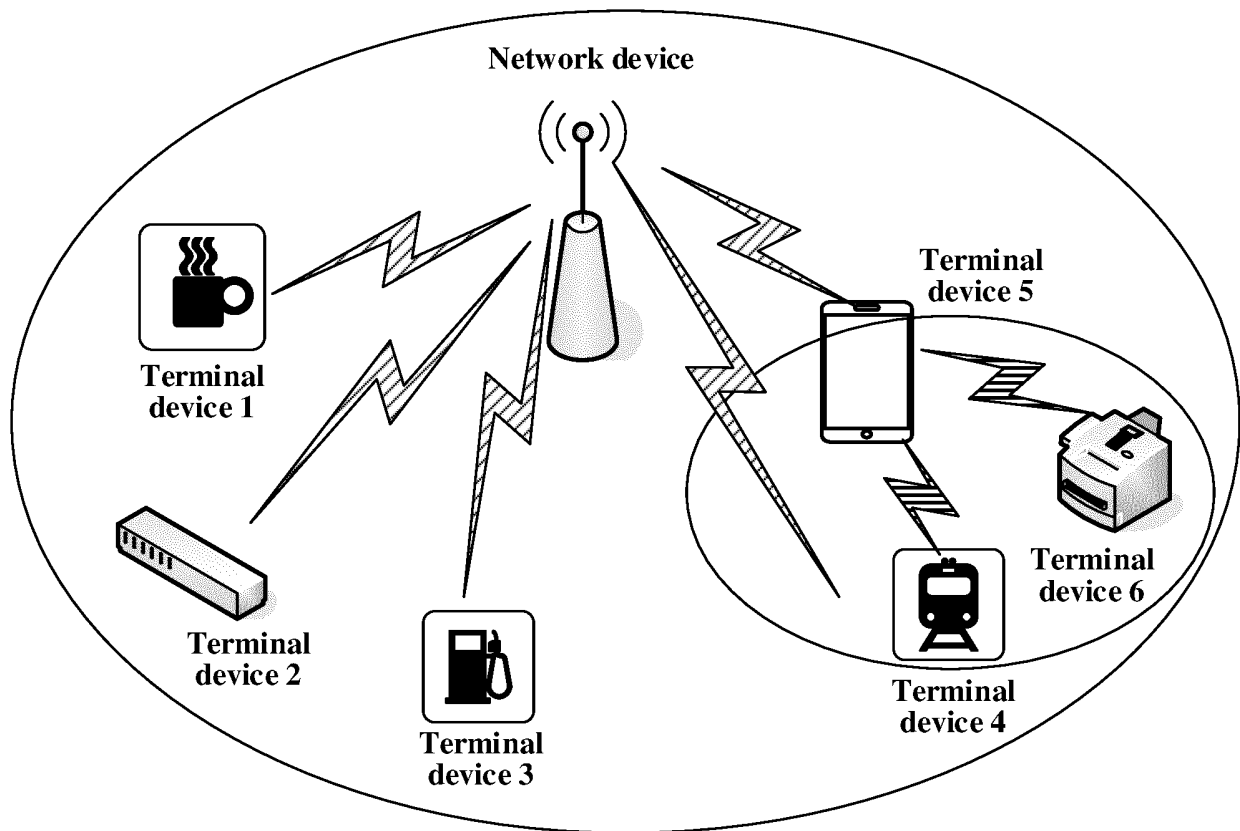 Network device
Terminal
device 1
Terminal
device 5
Terminal
device 2
Terminal
device 6
Terminal
device 3
Terminal
device 4